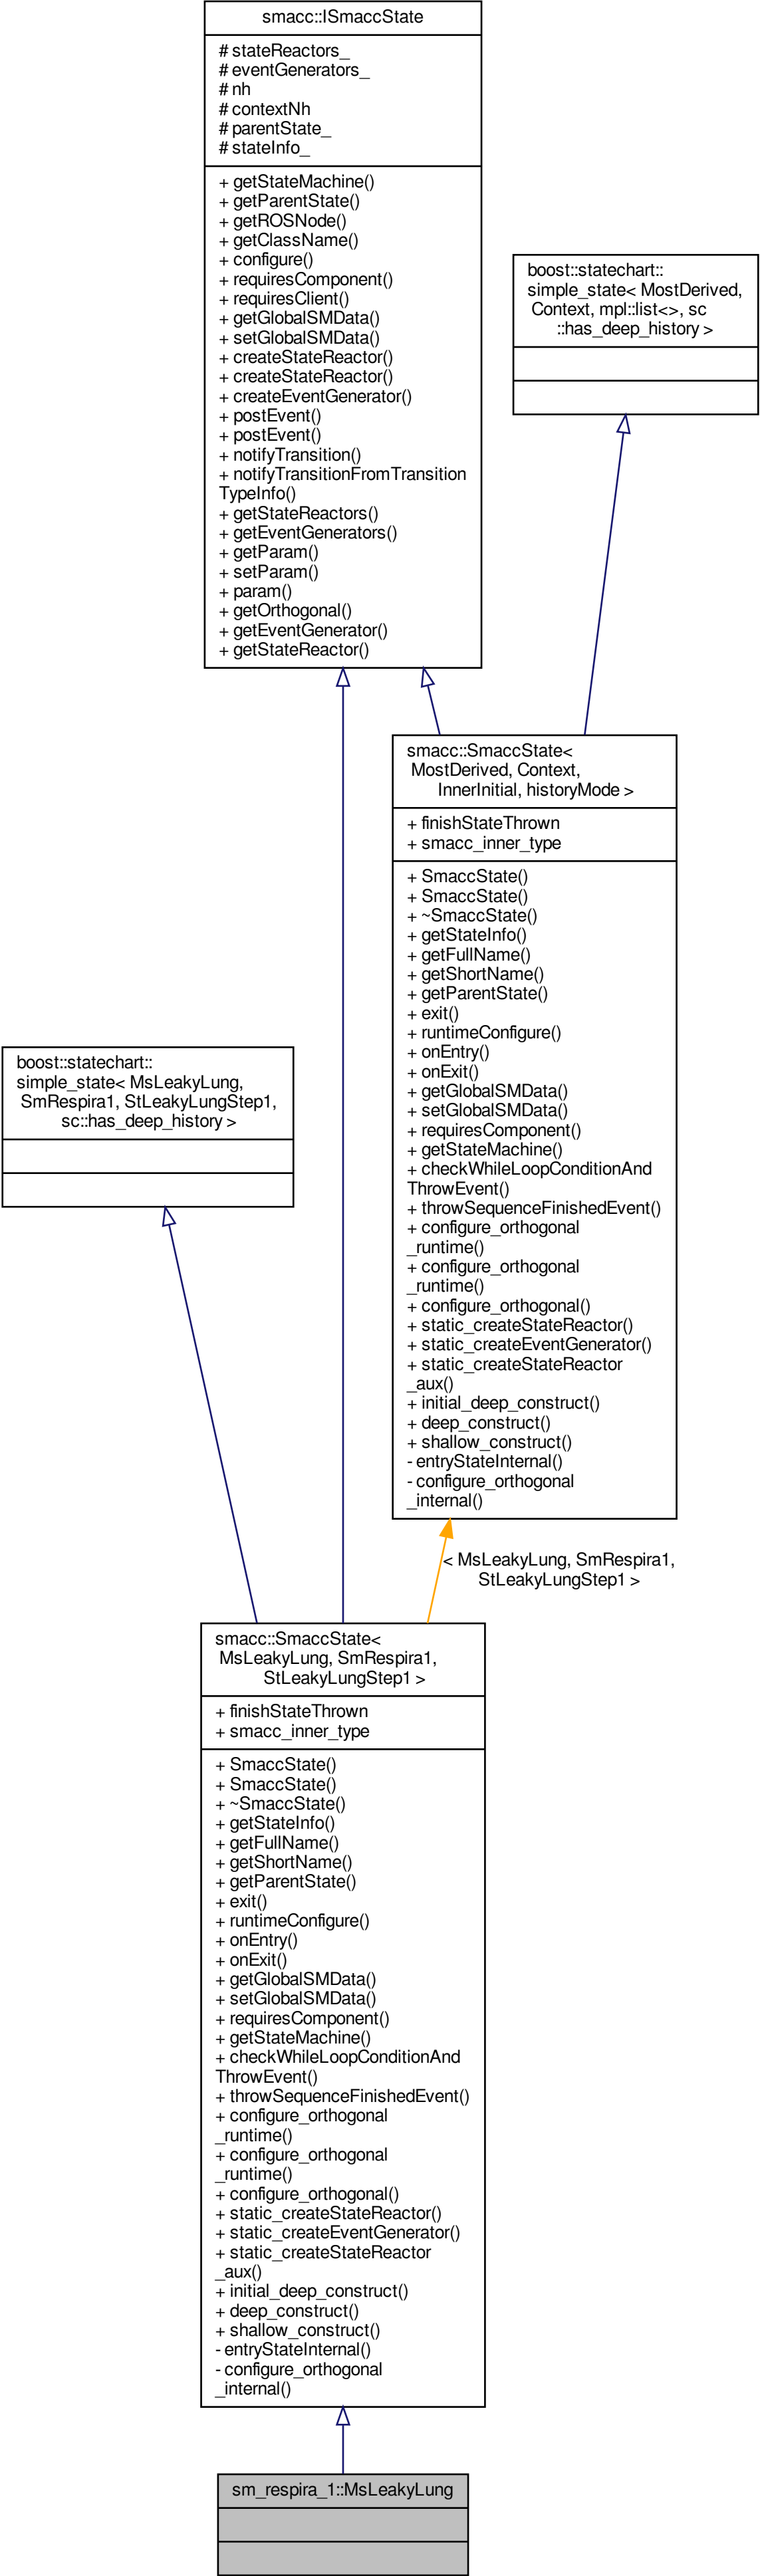 smacc::ISmaccState
# stateReactors_
# eventGenerators_
# nh
# contextNh
# parentState_
# stateInfo_
+ getStateMachine()
+ getParentState()
+ getROSNode()
+ getClassName()
+ configure()
+ requiresComponent()
+ requiresClient()
+ getGlobalSMData()
+ setGlobalSMData()
+ createStateReactor()
+ createStateReactor()
+ createEventGenerator()
+ postEvent()
+ postEvent()
+ notifyTransition()
+ notifyTransitionFromTransition
TypeInfo()
+ getStateReactors()
+ getEventGenerators()
+ getParam()
+ setParam()
+ param()
+ getOrthogonal()
+ getEventGenerator()
+ getStateReactor()
boost::statechart::
simple_state< MostDerived,
Context, mpl::list<>, sc
::has_deep_history >
smacc::SmaccState<
MostDerived, Context,
InnerInitial, historyMode >
+ finishStateThrown
+ smacc_inner_type
+ SmaccState()
+ SmaccState()
+ ~SmaccState()
+ getStateInfo()
+ getFullName()
+ getShortName()
+ getParentState()
+ exit()
+ runtimeConfigure()
+ onEntry()
+ onExit()
+ getGlobalSMData()
+ setGlobalSMData()
+ requiresComponent()
+ getStateMachine()
+ checkWhileLoopConditionAnd
ThrowEvent()
+ throwSequenceFinishedEvent()
+ configure_orthogonal
_runtime()
+ configure_orthogonal
_runtime()
+ configure_orthogonal()
+ static_createStateReactor()
+ static_createEventGenerator()
+ static_createStateReactor
_aux()
+ initial_deep_construct()
+ deep_construct()
+ shallow_construct()
- entryStateInternal()
- configure_orthogonal
_internal()
boost::statechart::
simple_state< MsLeakyLung,
SmRespira1, StLeakyLungStep1,
sc::has_deep_history >
< MsLeakyLung, SmRespira1,
StLeakyLungStep1 >
smacc::SmaccState<
MsLeakyLung, SmRespira1,
StLeakyLungStep1 >
+ finishStateThrown
+ smacc_inner_type
+ SmaccState()
+ SmaccState()
+ ~SmaccState()
+ getStateInfo()
+ getFullName()
+ getShortName()
+ getParentState()
+ exit()
+ runtimeConfigure()
+ onEntry()
+ onExit()
+ getGlobalSMData()
+ setGlobalSMData()
+ requiresComponent()
+ getStateMachine()
+ checkWhileLoopConditionAnd
ThrowEvent()
+ throwSequenceFinishedEvent()
+ configure_orthogonal
_runtime()
+ configure_orthogonal
_runtime()
+ configure_orthogonal()
+ static_createStateReactor()
+ static_createEventGenerator()
+ static_createStateReactor
_aux()
+ initial_deep_construct()
+ deep_construct()
+ shallow_construct()
- entryStateInternal()
- configure_orthogonal
_internal()
sm_respira_1::MsLeakyLung